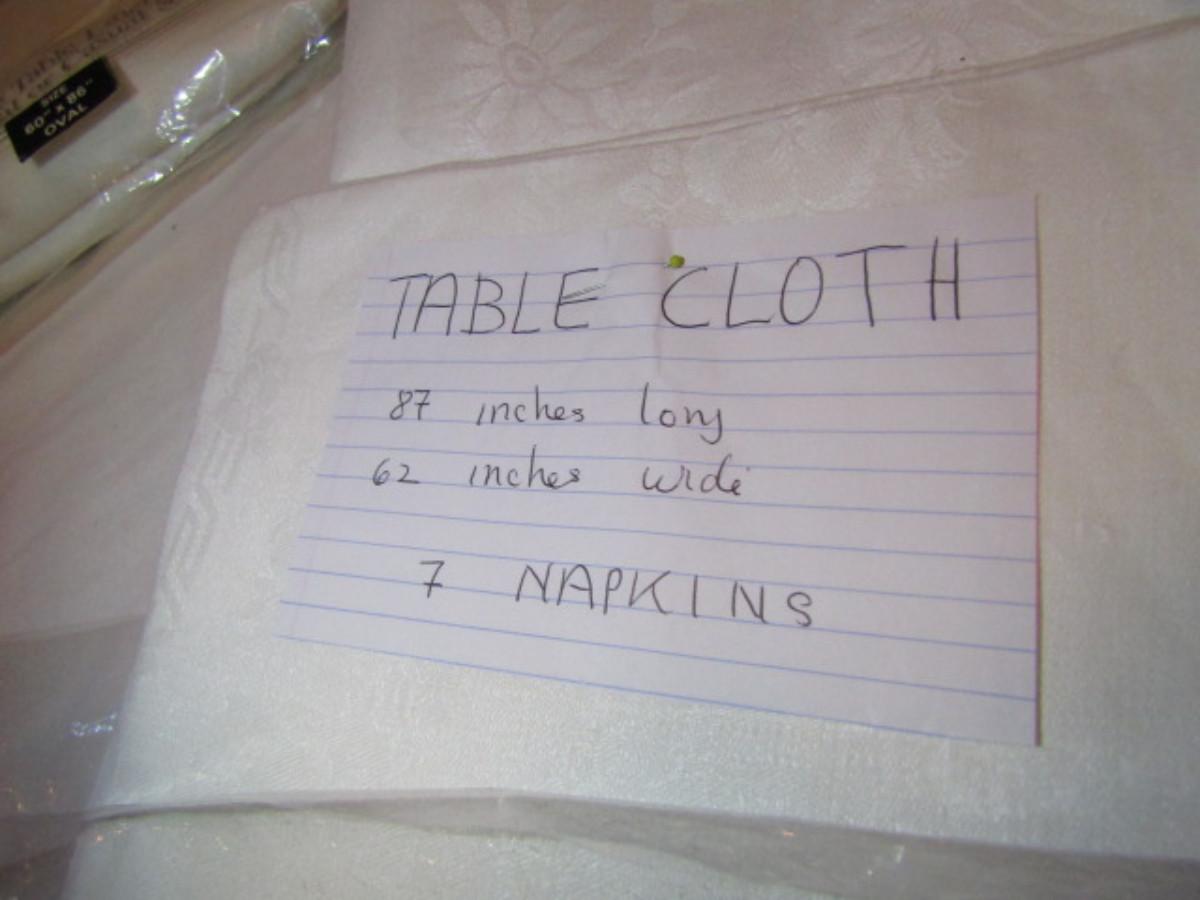 SIZE
60" x 86"
OVAL
TABLE CLOTH
87 inches long
62 inches wide
7 NAPKINS